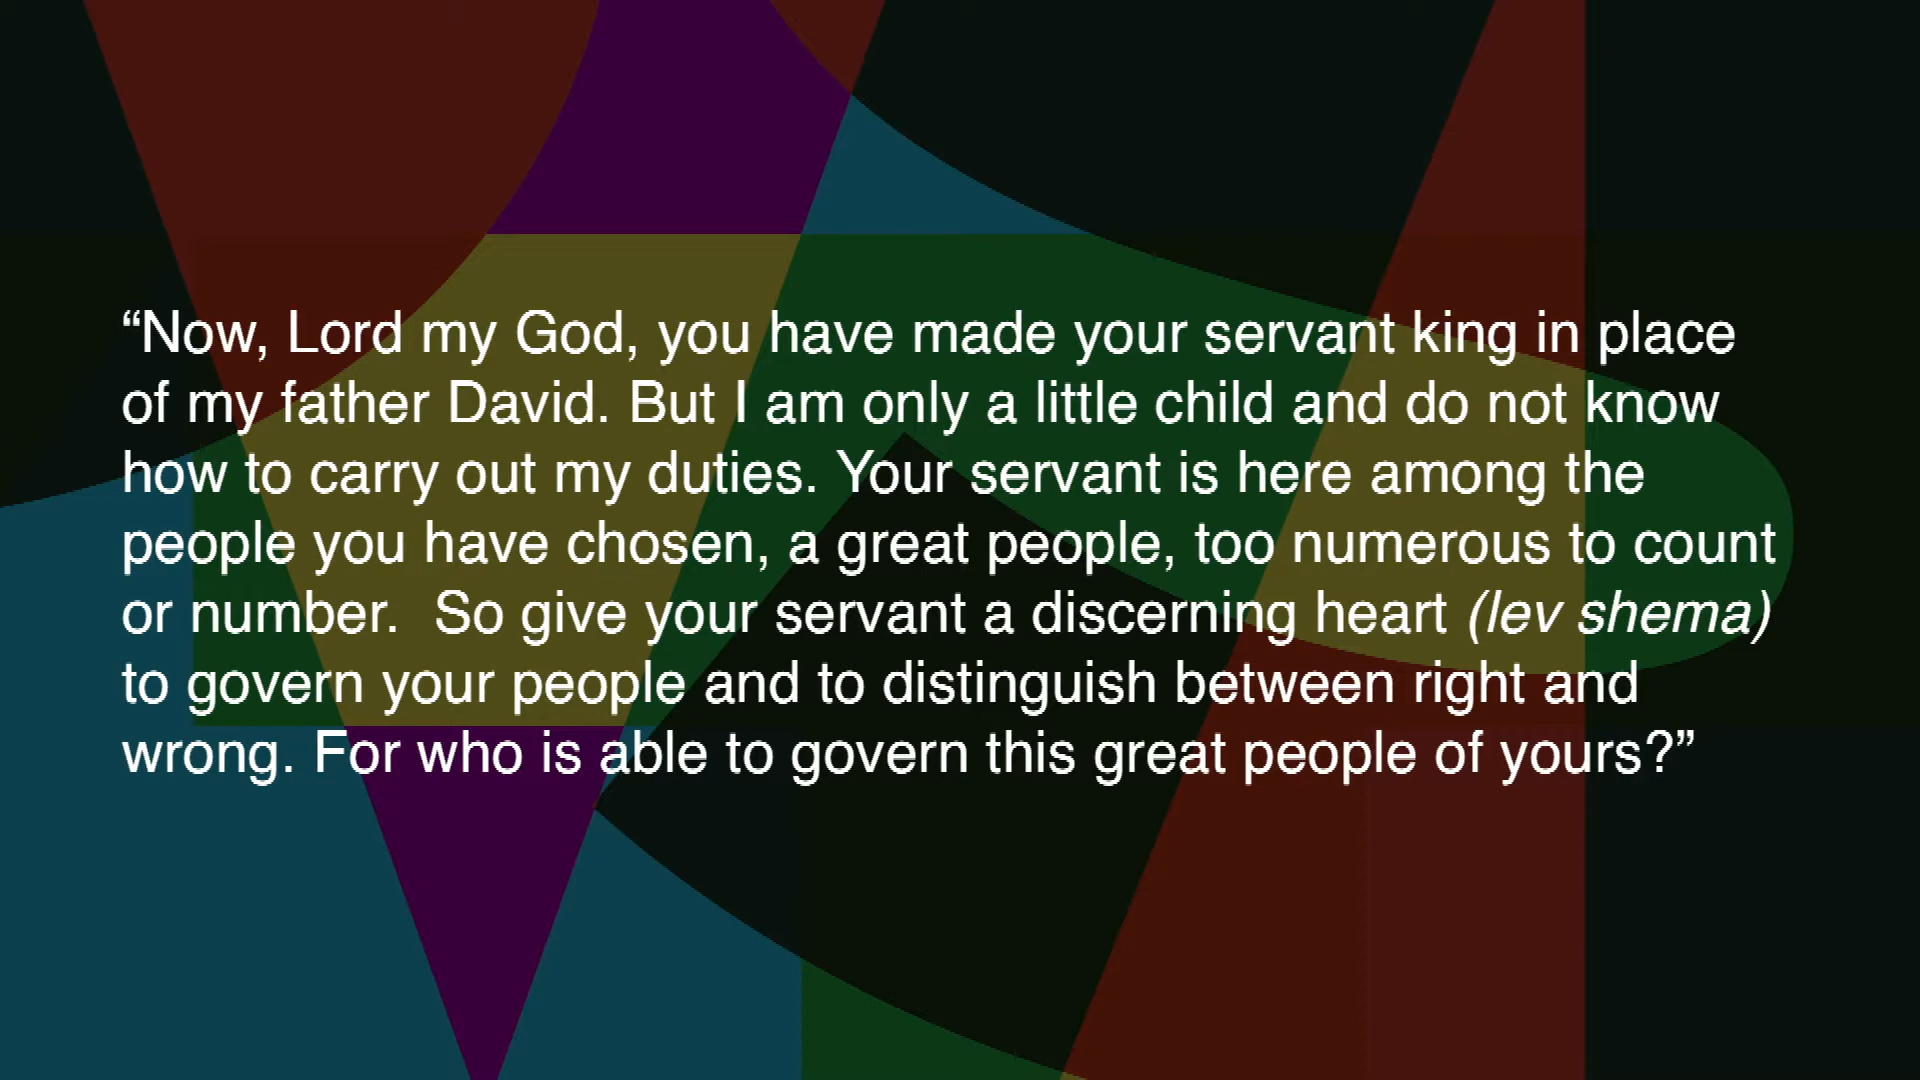 “Now, Lord my God, you have made your servant king in place
of my father David. But I am only a little child and do not know
how to carry out my duties. Your servant is here among the
people you have chosen, a great people, too numerous to count
or number.  So give your servant a discerning heart (lev shema)
to govern your people and to distinguish between right and
wrong. For who is able to govern this great people of yours?”